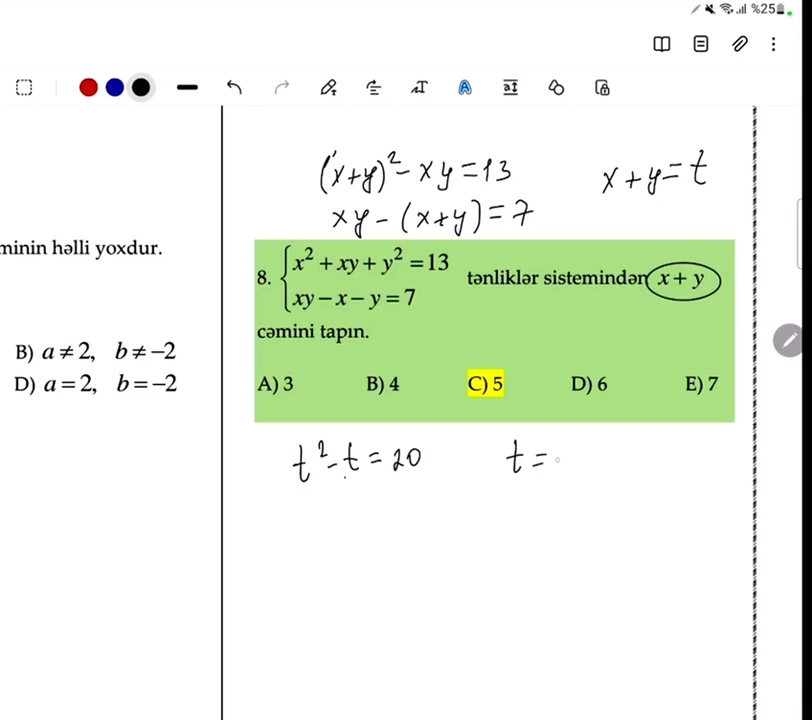 %25
aI
(x+y)² - xy = 13
x + y = t
xy - (x+y) = 7
minin həlli yoxdur.
8. { x² + xy + y² = 13
xy − x − y = 7
tənliklər sistemindən x + y
cəmini tapın.
B) a ≠ 2, b ≠ −2
D) a = 2, b = −2
A) 3 B) 4 C) 5 D) 6 E) 7
t² - t = 20 t =